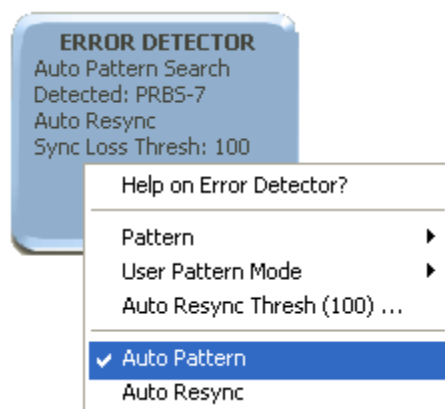 ERROR DETECTOR
Auto Pattern Search
Detected: PRBS-7
Auto Resync
Sync Loss Thresh: 100
Help on Error Detector?
Pattern
User Pattern Mode
Auto Resync Thresh (100) ...
Auto Pattern
Auto Resync